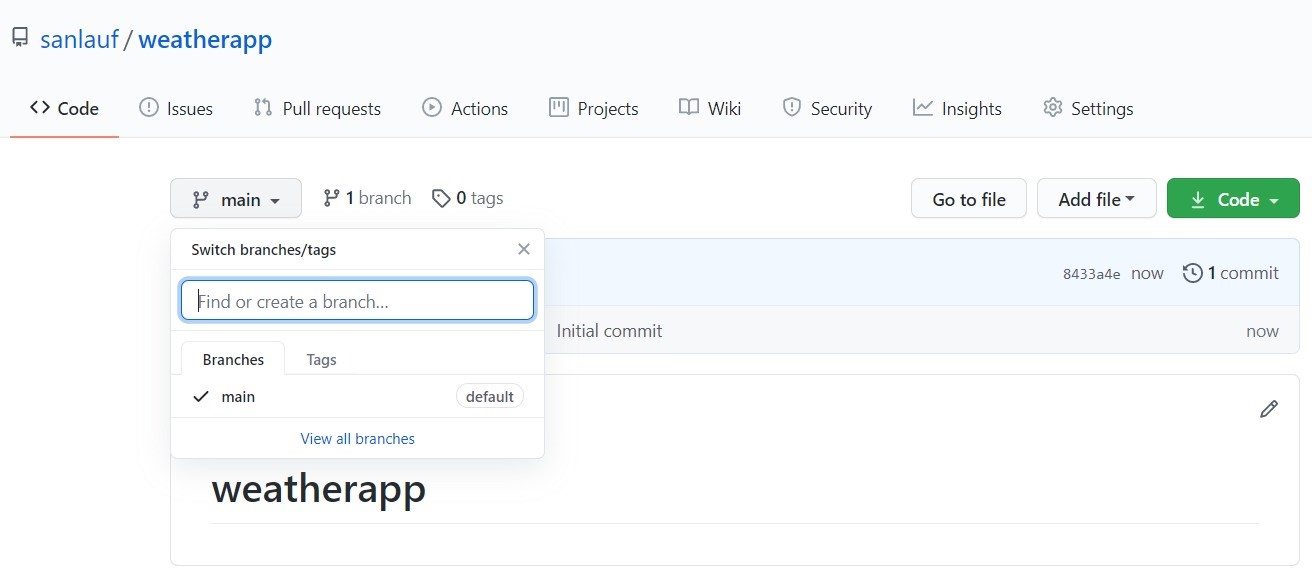 sanlauf / weatherapp
Code Issues Pull requests Actions Projects Wiki Security Insights Settings
main 1 branch 0 tags Go to file Add file Code
Switch branches/tags
8433a4e now 1 commit
Find or create a branch...
Initial commit now
Branches Tags
main default
View all branches
weatherapp